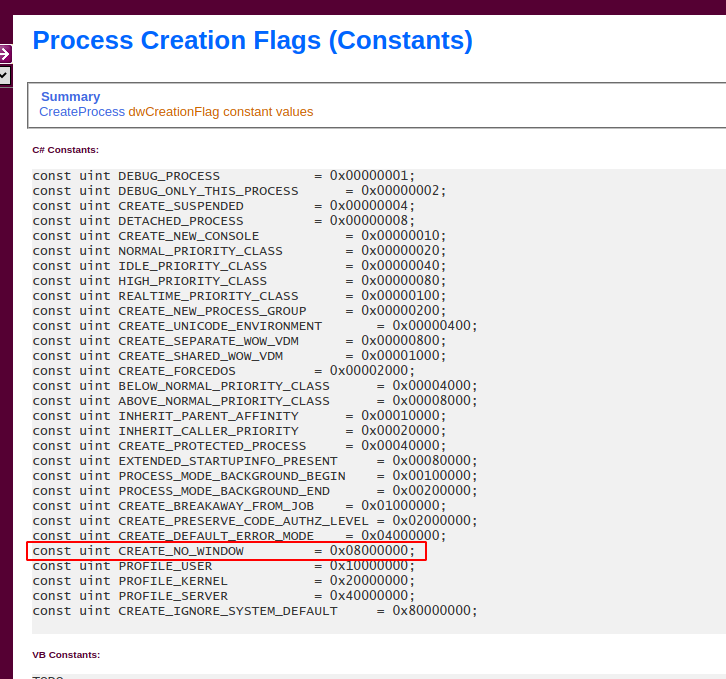 Process Creation Flags (Constants)
Summary
CreateProcess dwCreationFlag constant values
C# Constants:
const uint DEBUG_PROCESS = 0x00000001;
const uint DEBUG_ONLY_THIS_PROCESS = 0x00000002;
const uint CREATE_SUSPENDED = 0x00000004;
const uint DETACHED_PROCESS = 0x00000008;
const uint CREATE_NEW_CONSOLE = 0x00000010;
const uint NORMAL_PRIORITY_CLASS = 0x00000020;
const uint IDLE_PRIORITY_CLASS = 0x00000040;
const uint HIGH_PRIORITY_CLASS = 0x00000080;
const uint REALTIME_PRIORITY_CLASS = 0x00000100;
const uint CREATE_NEW_PROCESS_GROUP = 0x00000200;
const uint CREATE_UNICODE_ENVIRONMENT = 0x00000400;
const uint CREATE_SEPARATE_WOW_VDM = 0x00000800;
const uint CREATE_SHARED_WOW_VDM = 0x00001000;
const uint CREATE_FORCEDOS = 0x00002000;
const uint BELOW_NORMAL_PRIORITY_CLASS = 0x00004000;
const uint ABOVE_NORMAL_PRIORITY_CLASS = 0x00008000;
const uint INHERIT_PARENT_AFFINITY = 0x00010000;
const uint INHERIT_CALLER_PRIORITY = 0x00020000;
const uint CREATE_PROTECTED_PROCESS = 0x00040000;
const uint EXTENDED_STARTUPINFO_PRESENT = 0x00080000;
const uint PROCESS_MODE_BACKGROUND_BEGIN = 0x00100000;
const uint PROCESS_MODE_BACKGROUND_END = 0x00200000;
const uint CREATE_BREAKAWAY_FROM_JOB = 0x01000000;
const uint CREATE_PRESERVE_CODE_AUTHZ_LEVEL = 0x02000000;
const uint CREATE_DEFAULT_ERROR_MODE = 0x04000000;
const uint CREATE_NO_WINDOW = 0x08000000;
const uint PROFILE_USER = 0x10000000;
const uint PROFILE_KERNEL = 0x20000000;
const uint PROFILE_SERVER = 0x40000000;
const uint CREATE_IGNORE_SYSTEM_DEFAULT = 0x80000000;
VB Constants: